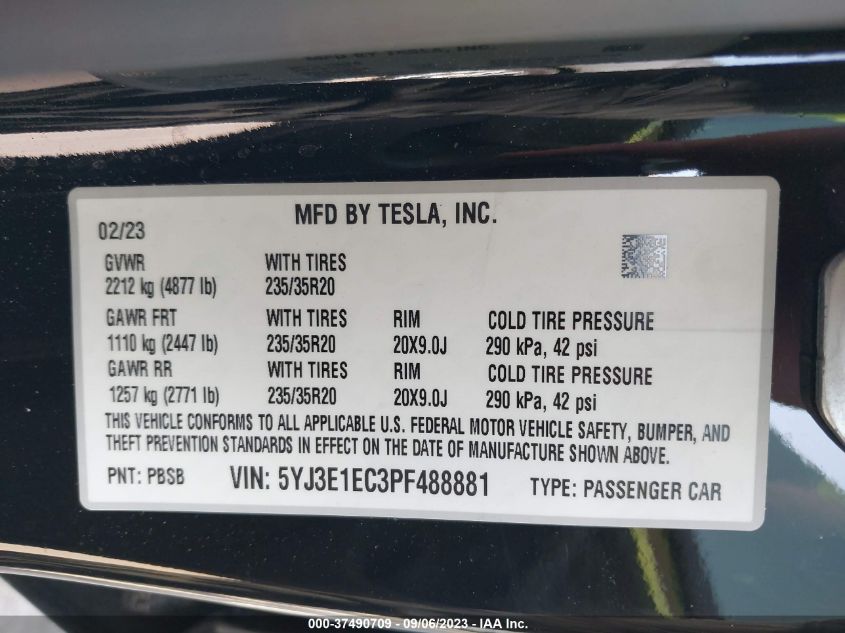 MFD BY TESLA, INC.
MFD BY TESLA, INC.
02/23
GVWR WITH TIRES
2212 kg (4877 lb) 235/35R20
GAWR FRT WITH TIRES RIM COLD TIRE PRESSURE
1110 kg (2447 lb) 235/35R20 20X9.0J 290 kPa, 42 psi
GAWR RR WITH TIRES RIM COLD TIRE PRESSURE
1257 kg (2771 lb) 235/35R20 20X9.0J 290 kPa, 42 psi
THIS VEHICLE CONFORMS TO ALL APPLICABLE U.S. FEDERAL MOTOR VEHICLE SAFETY, BUMPER, AND
THEFT PREVENTION STANDARDS IN EFFECT ON THE DATE OF MANUFACTURE SHOWN ABOVE.
PNT: PBSB VIN: 5YJ3E1EC3PF488881 TYPE: PASSENGER CAR
000-37490709 - 09/06/2023 - IAA Inc.